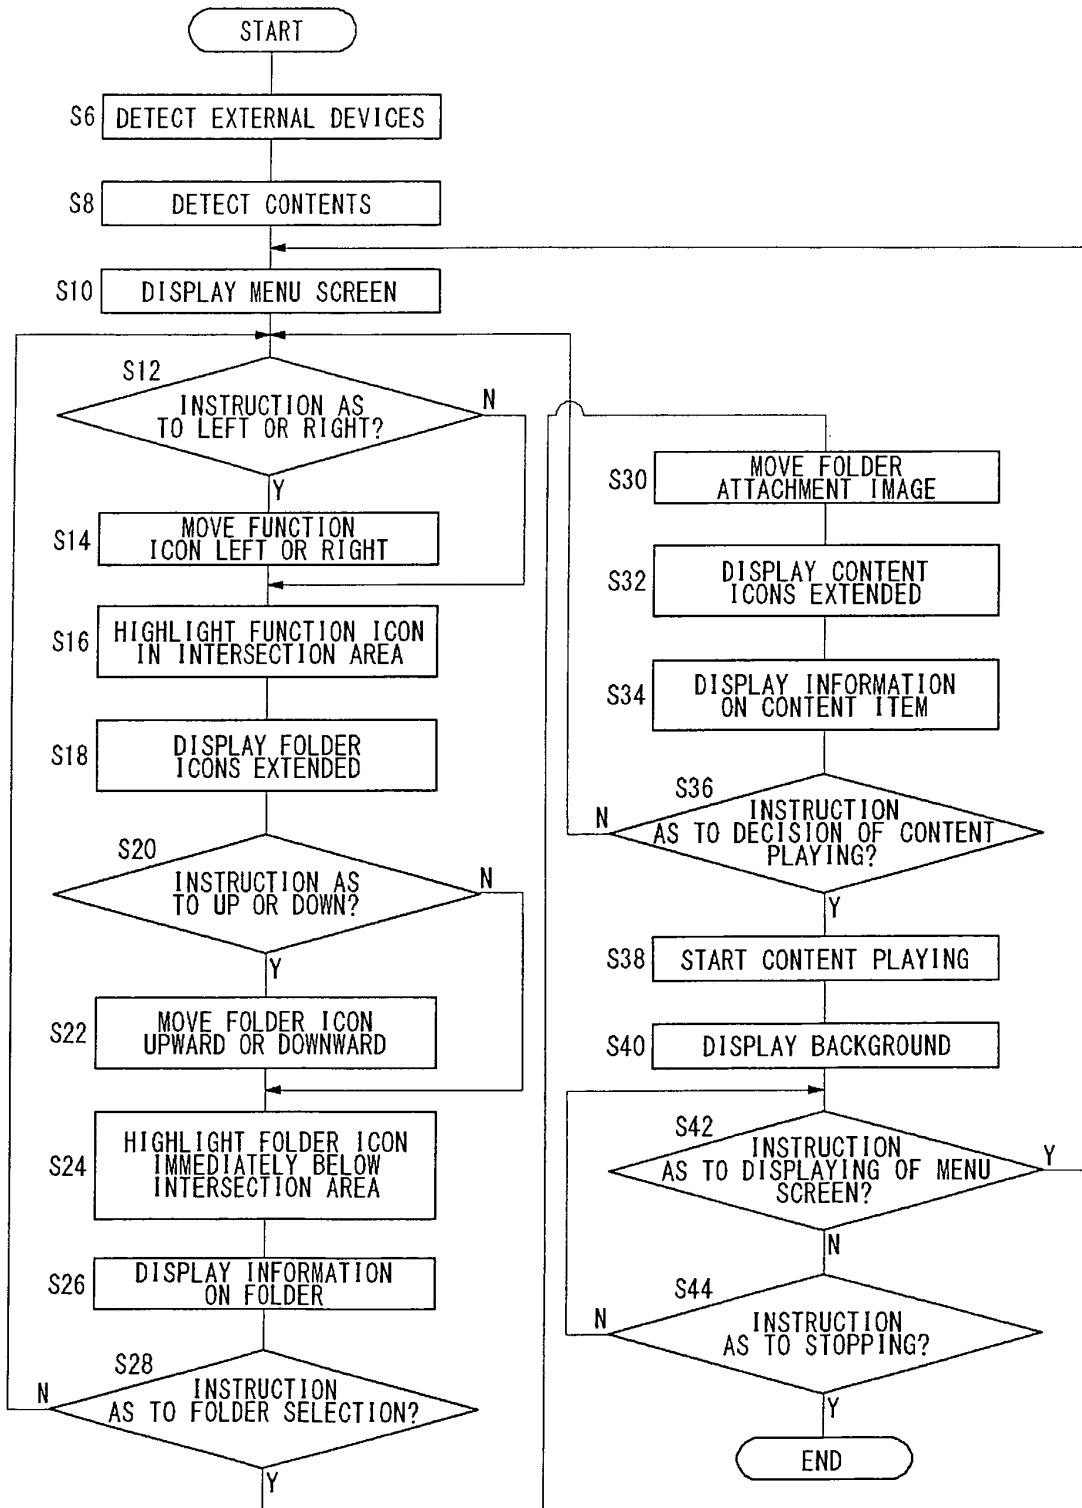 START
S6
DETECT EXTERNAL DEVICES
S8
DETECT CONTENTS
S10
DISPLAY MENU SCREEN
S12
INSTRUCTION AS
TO LEFT OR RIGHT?
N
Y
S14
MOVE FUNCTION
ICON LEFT OR RIGHT
S16
HIGHLIGHT FUNCTION ICON
IN INTERSECTION AREA
S18
DISPLAY FOLDER
ICONS EXTENDED
S20
INSTRUCTION AS
TO UP OR DOWN?
N
Y
S22
MOVE FOLDER ICON
UPWARD OR DOWNWARD
S24
HIGHLIGHT FOLDER ICON
IMMEDIATELY BELOW
INTERSECTION AREA
S26
DISPLAY INFORMATION
ON FOLDER
S28
INSTRUCTION
AS TO FOLDER SELECTION?
N
Y
S30
MOVE FOLDER
ATTACHMENT IMAGE
S32
DISPLAY CONTENT
ICONS EXTENDED
S34
DISPLAY INFORMATION
ON CONTENT ITEM
S36
INSTRUCTION
AS TO DECISION OF CONTENT
PLAYING?
N
Y
S38
START CONTENT PLAYING
S40
DISPLAY BACKGROUND
S42
INSTRUCTION
AS TO DISPLAYING OF MENU
SCREEN?
Y
N
S44
INSTRUCTION
AS TO STOPPING?
N
Y
END